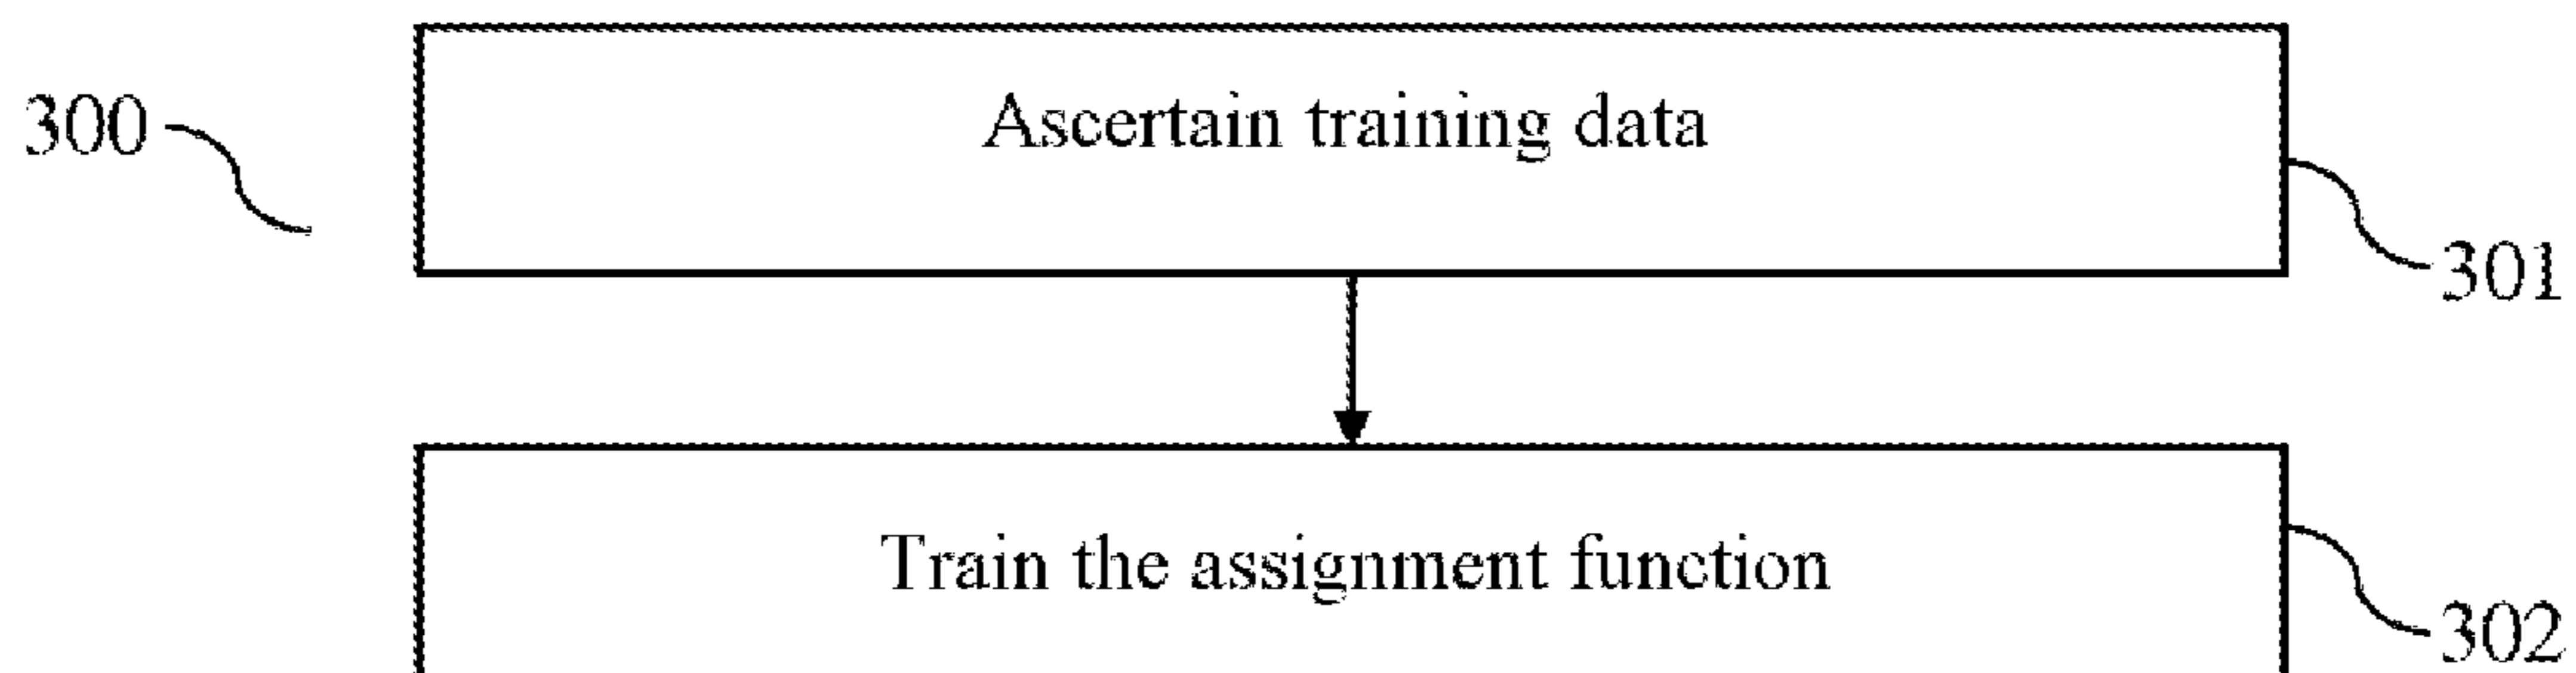 Ascertain training data
300
301
Train the assignment function
302